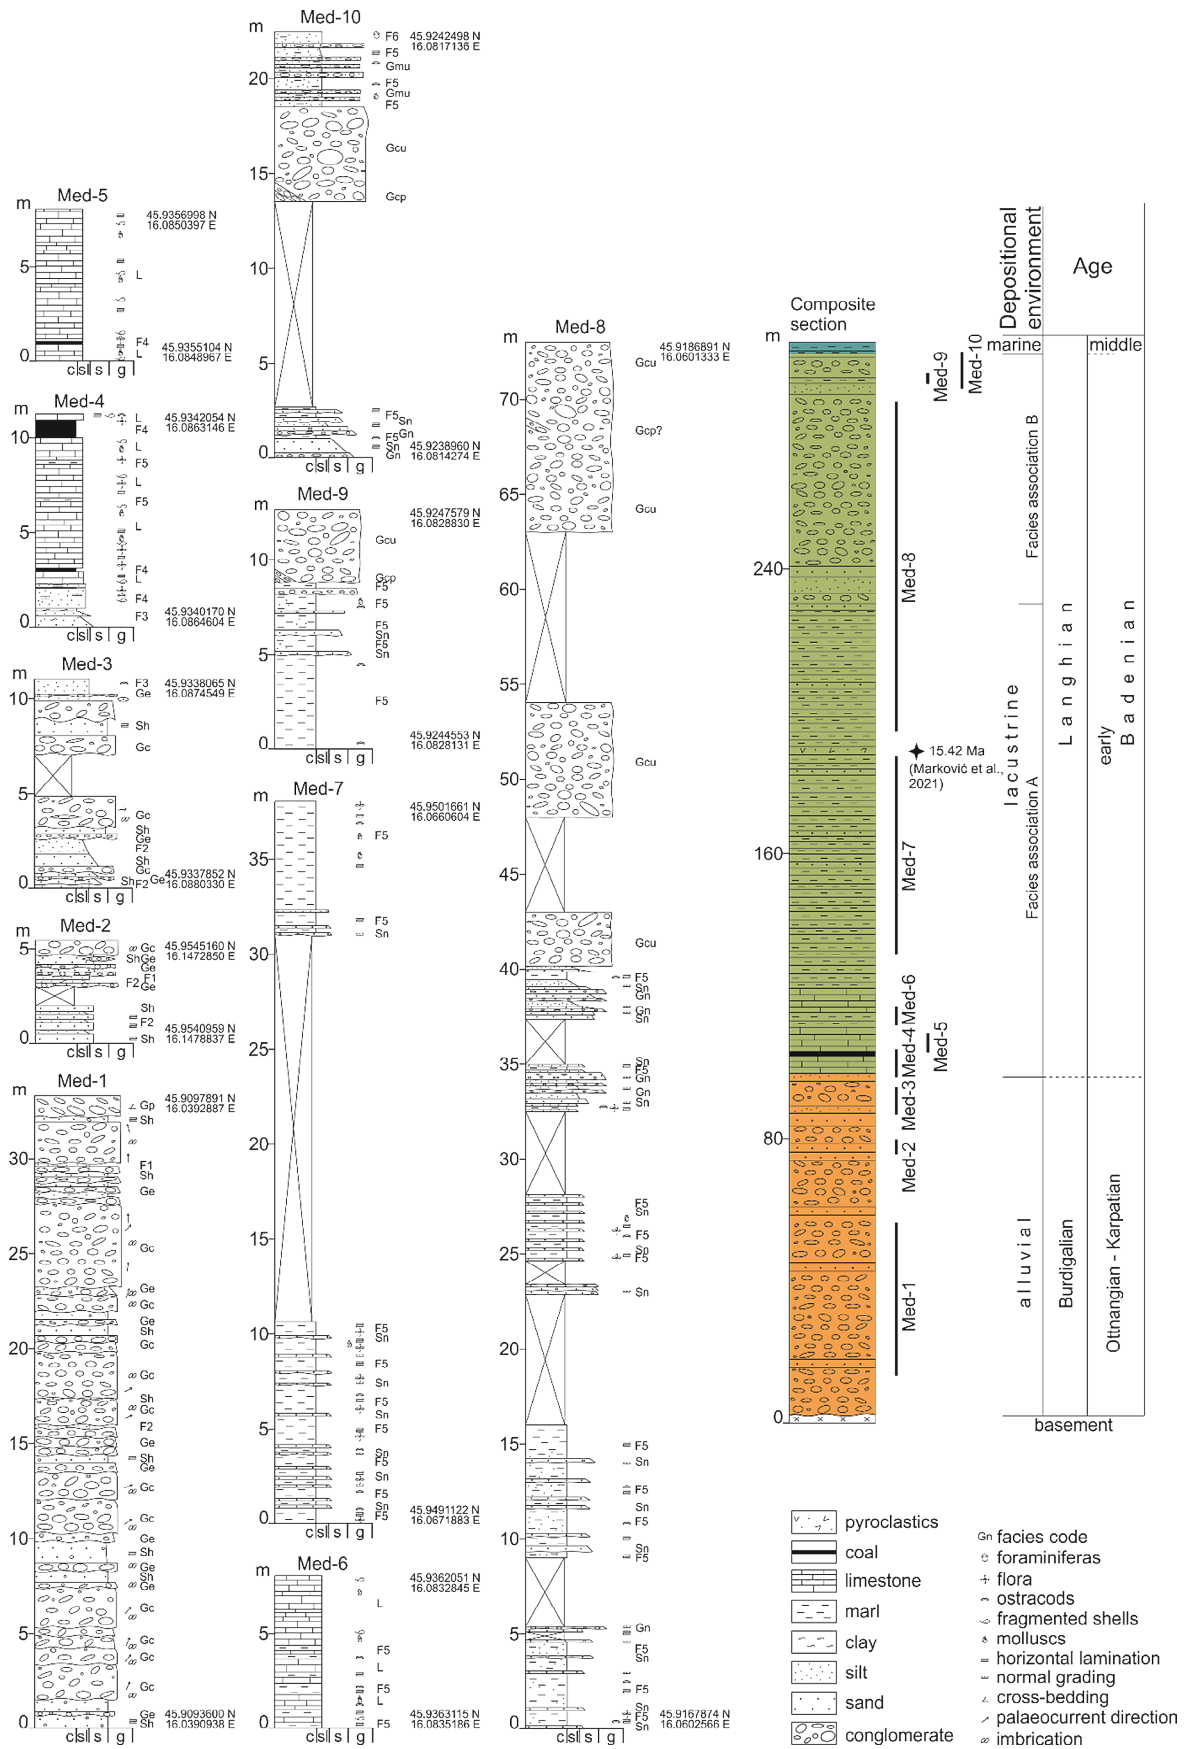 Med-10
m
45.9242498 N
16.0817136 E
F6
F5
Gmu
F5
Gmu
F5
20
Gcu
15
Gcp
10
5
F5
Sn
Gn
F5
Sn
Gn
45.9238960 N
16.0814274 E
0
c sl s g
Med-5
m
45.9356998 N
16.0850397 E
5
L
F4
L
45.9355104 N
16.0848967 E
0
c sl s g
Med-4
m
45.9342054 N
16.0863146 E
L
F4
10
L
F5
L
F5
5
L
F4
L
F4
F3
45.9340170 N
16.0864604 E
0
c sl s g
Med-3
m
45.9338065 N
16.0874549 E
F3
Ge
10
Sh
Gc
5
Gc
Sh
Ge
F2
Sh
Gc
Sh Ge
F2
45.9337852 N
16.0880330 E
0
c sl s g
Med-2
m
45.9545160 N
16.1472850 E
5
Gc
ShGe
Ge
F1
F2
Ge
Sh
F2
Sh
45.9540959 N
16.1478837 E
0
c sl s g
Med-1
m
45.9097891 N
16.0392887 E
Gp
Sh
30
F1
Sh
Ge
25
Gc
Ge
Gc
Ge
Sh
Gc
20
Gc
Sh
Gc
F2
15
Ge
Sh
Ge
Gc
Gc
10
Ge
Sh
Ge
Sh
Ge
5
Gc
Gc
Gc
Ge
Sh
45.9093600 N
16.0390938 E
0
c sl s g
Med-9
m
45.9247579 N
16.0828830 E
10
Gcu
Gcp
F5
F5
F5
Sn
F5
Sn
5
F5
45.9244553 N
16.0828131 E
0
c sl s g
Med-7
m
45.9501661 N
16.0660604 E
35
F5
F5
Sn
30
25
20
15
10
F5
Sn
F5
Sn
F5
Sn
F5
5
Sn
F5
Sn
F5
Sn
F5
45.9491122 N
16.0671883 E
0
c sl s g
Med-6
45.9362051 N
16.0832845 E
m
L
5
F5
L
F5
L
F5
45.9363115 N
16.0835186 E
0
c sl s g
Med-8
m
45.9186891 N
16.0601333 E
Gcu
70
Gcp?
65
Gcu
60
55
50
Gcu
45
Gcu
40
F5
Sn
Gn
Gn
Sn
35
Sn
F5
Gn
Gn
Sn
30
F5
Sn
F5
Sn
F5
25
Sn
20
15
F5
Sn
F5
Sn
F5
10
Sn
F5
5
Gn
F5
Sn
F5
Gn
F5
Sn
45.9167874 N
16.0602566 E
0
c sl s g
Composite
section
m
240
160
80
0
Med-10
Med-9
Med-8
Med-7
Med-6
Med-5
Med-4
Med-3
Med-2
Med-1
15.42 Ma
(Marković et al.,
2021)
Depositional
environment
Age
marine
middle
Facies association B
lacustrine
Facies association A
Langhian
early
Badenian
alluvial
Burdigalian
Ottnangian - Karpatian
basement
pyroclastics
coal
limestone
marl
clay
silt
sand
conglomerate
Gn facies code
foraminiferas
flora
ostracods
fragmented shells
molluscs
horizontal lamination
normal grading
cross-bedding
palaeocurrent direction
imbrication